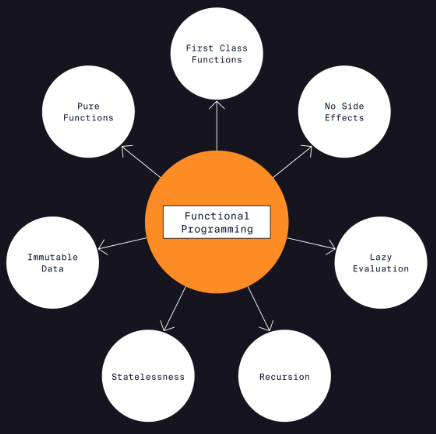 First Class
Functions
Pure
Functions
No Side
Effects
Functional
Programming
Immutable
Data
Lazy
Evaluation
Statelessness
Recursion